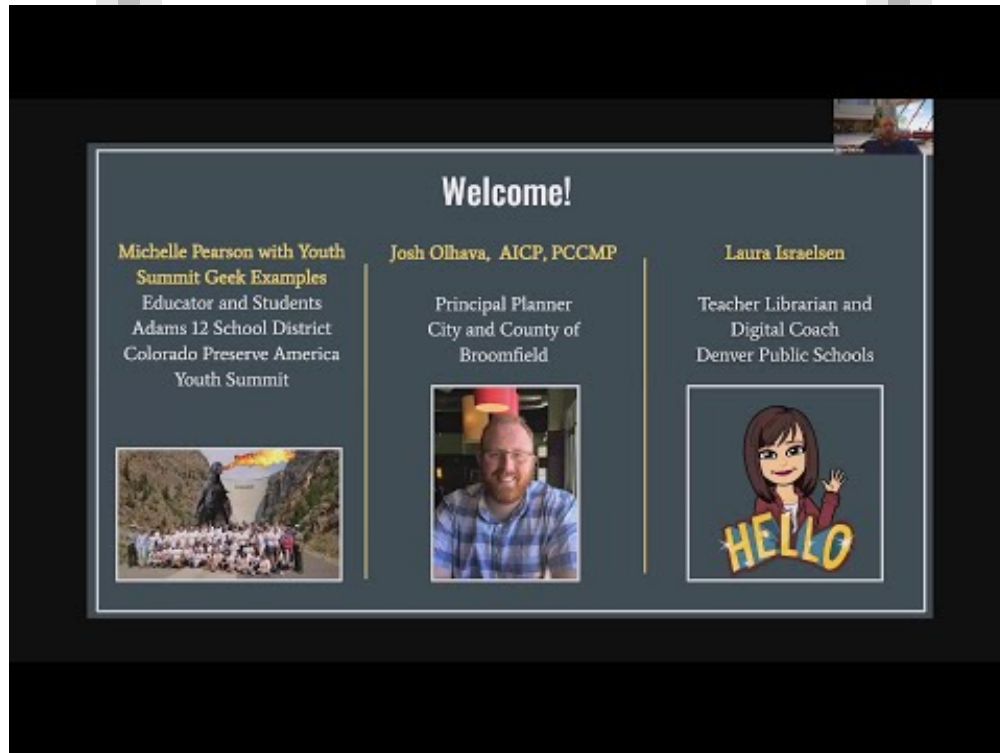 Welcome!
Michelle Pearson with Youth
Summit Geek Examples
Educator and Students
Adams 12 School District
Colorado Preserve America
Youth Summit
Josh Olhava, AICP, PCCMP
Principal Planner
City and County of
Broomfield
Laura Israelsen
Teacher Librarian and
Digital Coach
Denver Public Schools
HELLO